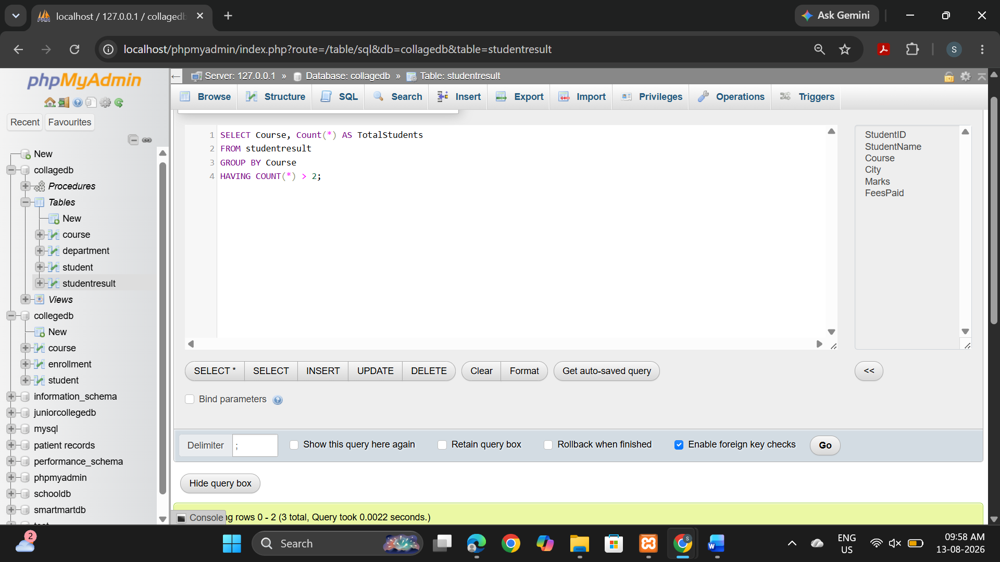 localhost / 127.0.0.1 / collagedb
Ask Gemini
localhost/phpmyadmin/index.php?route=/table/sql&db=collagedb&table=studentresult
S
phpMyAdmin
Recent
Favourites
New
collagedb
Procedures
Tables
New
course
department
student
studentresult
Views
collegedb
New
course
enrollment
student
information_schema
juniorcollegedb
mysql
patient records
performance_schema
phpmyadmin
schooldb
smartmartdb
Server: 127.0.0.1 » Database: collagedb » Table: studentresult
Browse
Structure
SQL
Search
Insert
Export
Import
Privileges
Operations
Triggers
1 SELECT Course, Count(*) AS TotalStudents
2 FROM studentresult
3 GROUP BY Course
4 HAVING COUNT(*) > 2;
StudentID
StudentName
Course
City
Marks
FeesPaid
SELECT *
SELECT
INSERT
UPDATE
DELETE
Clear
Format
Get auto-saved query
<<
Bind parameters
Delimiter
;
Show this query here again
Retain query box
Rollback when finished
Enable foreign key checks
Go
Hide query box
Console
rows 0 - 2 (3 total, Query took 0.0022 seconds.)
2
Search
ENG
US
09:58 AM
13-08-2026